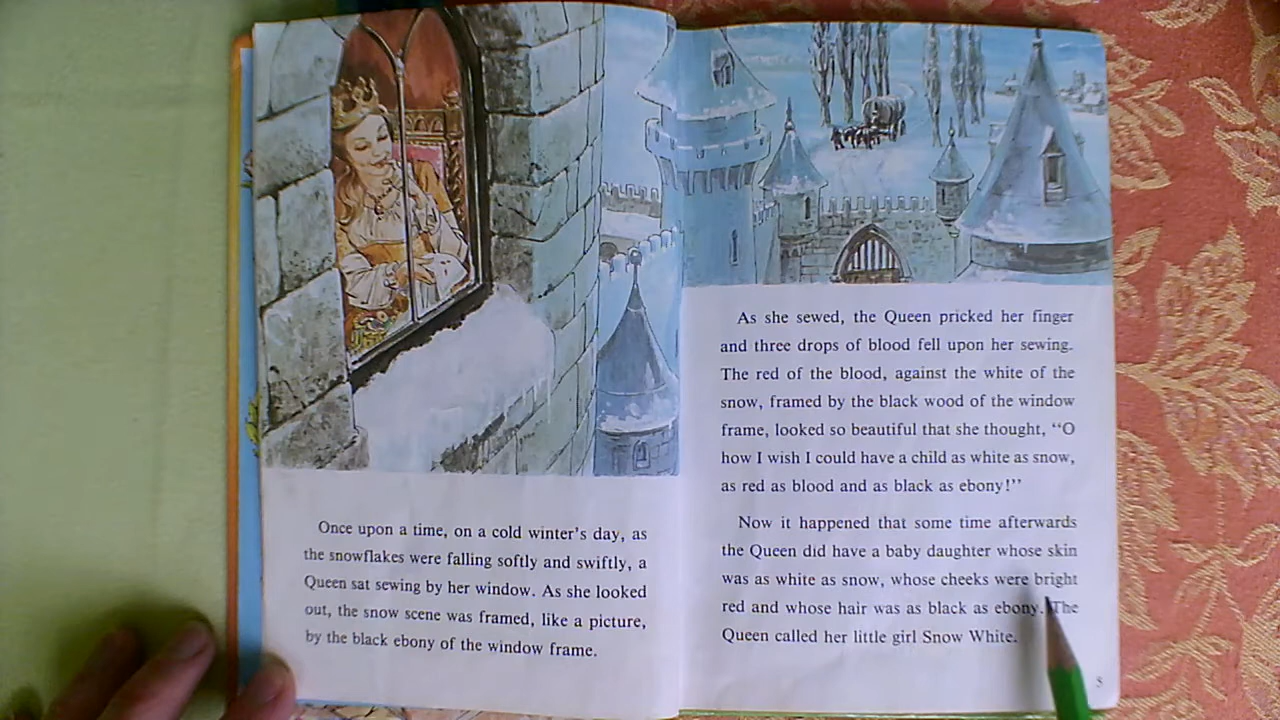 Once upon a time, on a cold winter's day, as
the snowflakes were falling softly and swiftly, a
Queen sat sewing by her window. As she looked
out, the snow scene was framed, like a picture,
by the black ebony of the window frame.
As she sewed, the Queen pricked her finger
and three drops of blood fell upon her sewing.
The red of the blood, against the white of the
snow, framed by the black wood of the window
frame, looked so beautiful that she thought, “O
how I wish I could have a child as white as snow,
as red as blood and as black as ebony!”
Now it happened that some time afterwards
the Queen did have a baby daughter whose skin
was as white as snow, whose cheeks were bright
red and whose hair was as black as ebony. The
Queen called her little girl Snow White.
5